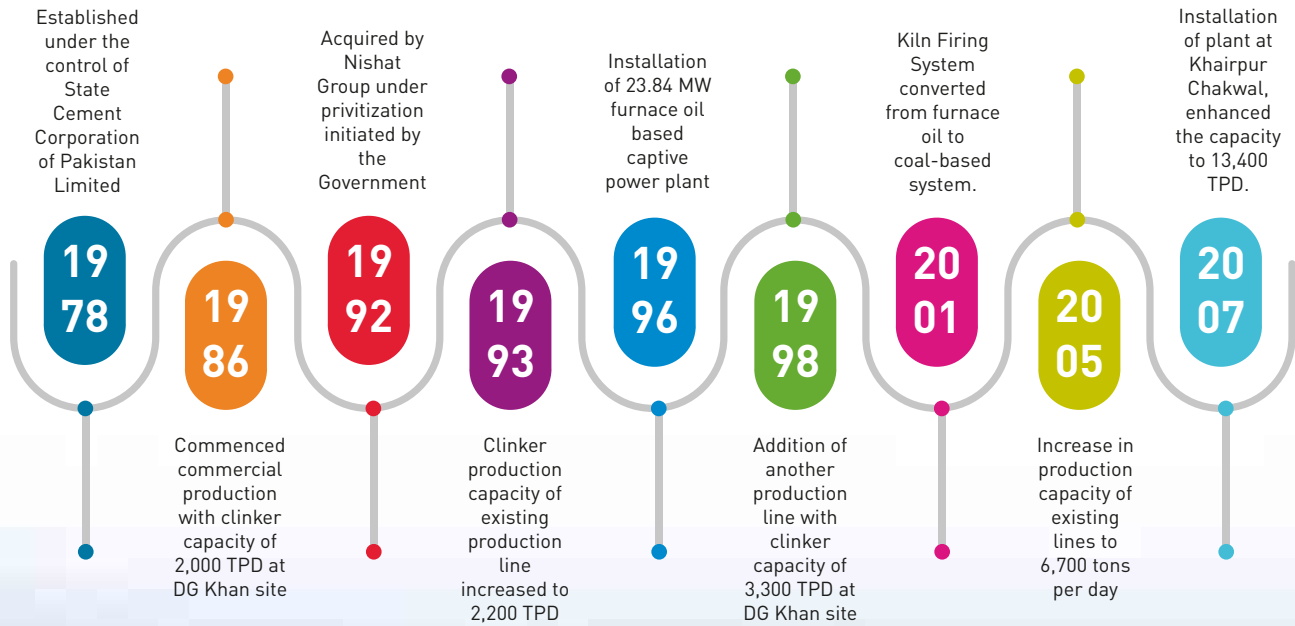 Established
under the
control of
State
Cement
Corporation
of Pakistan
Limited
19
78
19
86
Commenced
commercial
production
with clinker
capacity of
2,000 TPD at
DG Khan site
Acquired by
Nishat
Group under
privitization
initiated by
the
Government
19
92
19
93
Clinker
production
capacity of
existing
production
line
increased to
2,200 TPD
Installation
of 23.84 MW
furnace oil
based
captive
power plant
19
96
19
98
Addition of
another
production
line with
clinker
capacity of
3,300 TPD at
DG Khan site
Kiln Firing
System
converted
from furnace
oil to
coal-based
system.
20
01
20
05
Increase in
production
capacity of
existing
lines to
6,700 tons
per day
Installation
of plant at
Khairpur
Chakwal,
enhanced
the capacity
to 13,400
TPD.
20
07